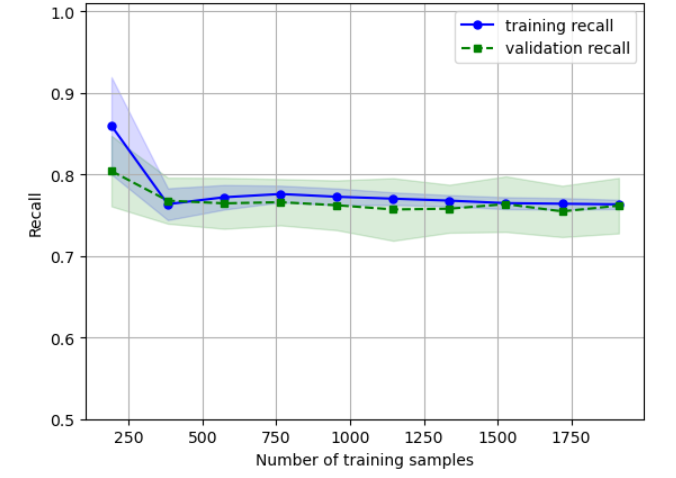 training recall
validation recall
1.0
0.9
0.8
0.7
0.6
0.5
Recall
250 500 750 1000 1250 1500 1750
Number of training samples